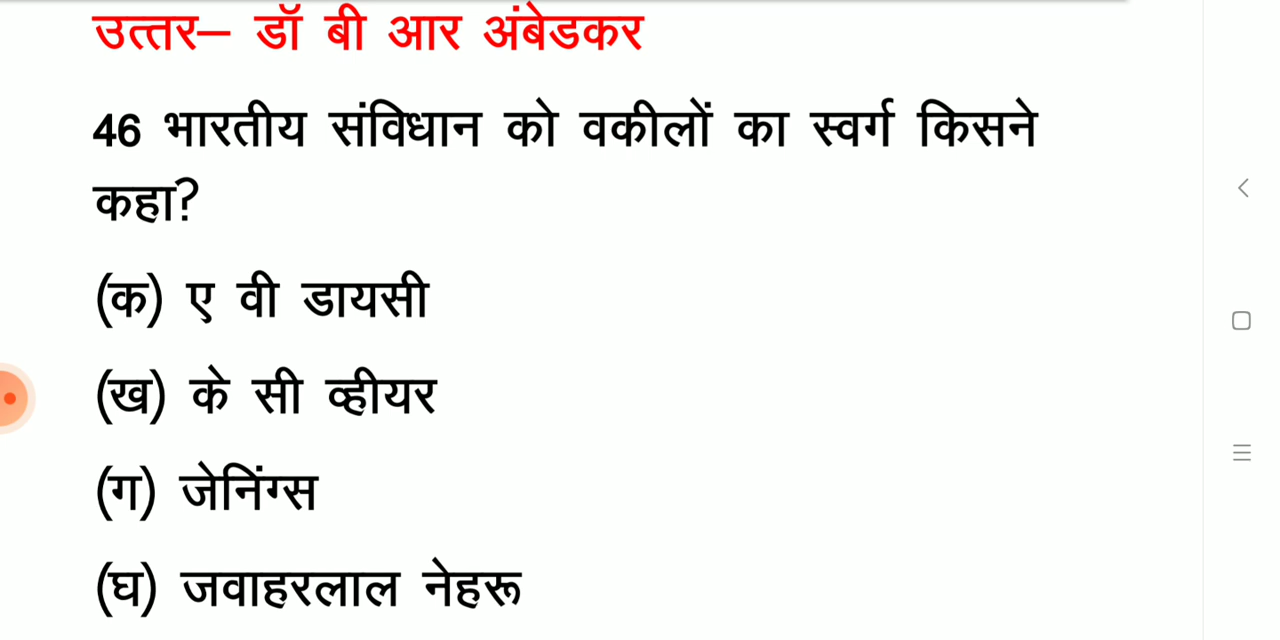 उत्तर– डॉ बी आर अंबेडकर
46 भारतीय संविधान को वकीलों का स्वर्ग किसने
कहा?
(क) ए वी डायसी
(ख) के सी व्हीयर
(ग) जेनिंग्स
(घ) जवाहरलाल नेहरू